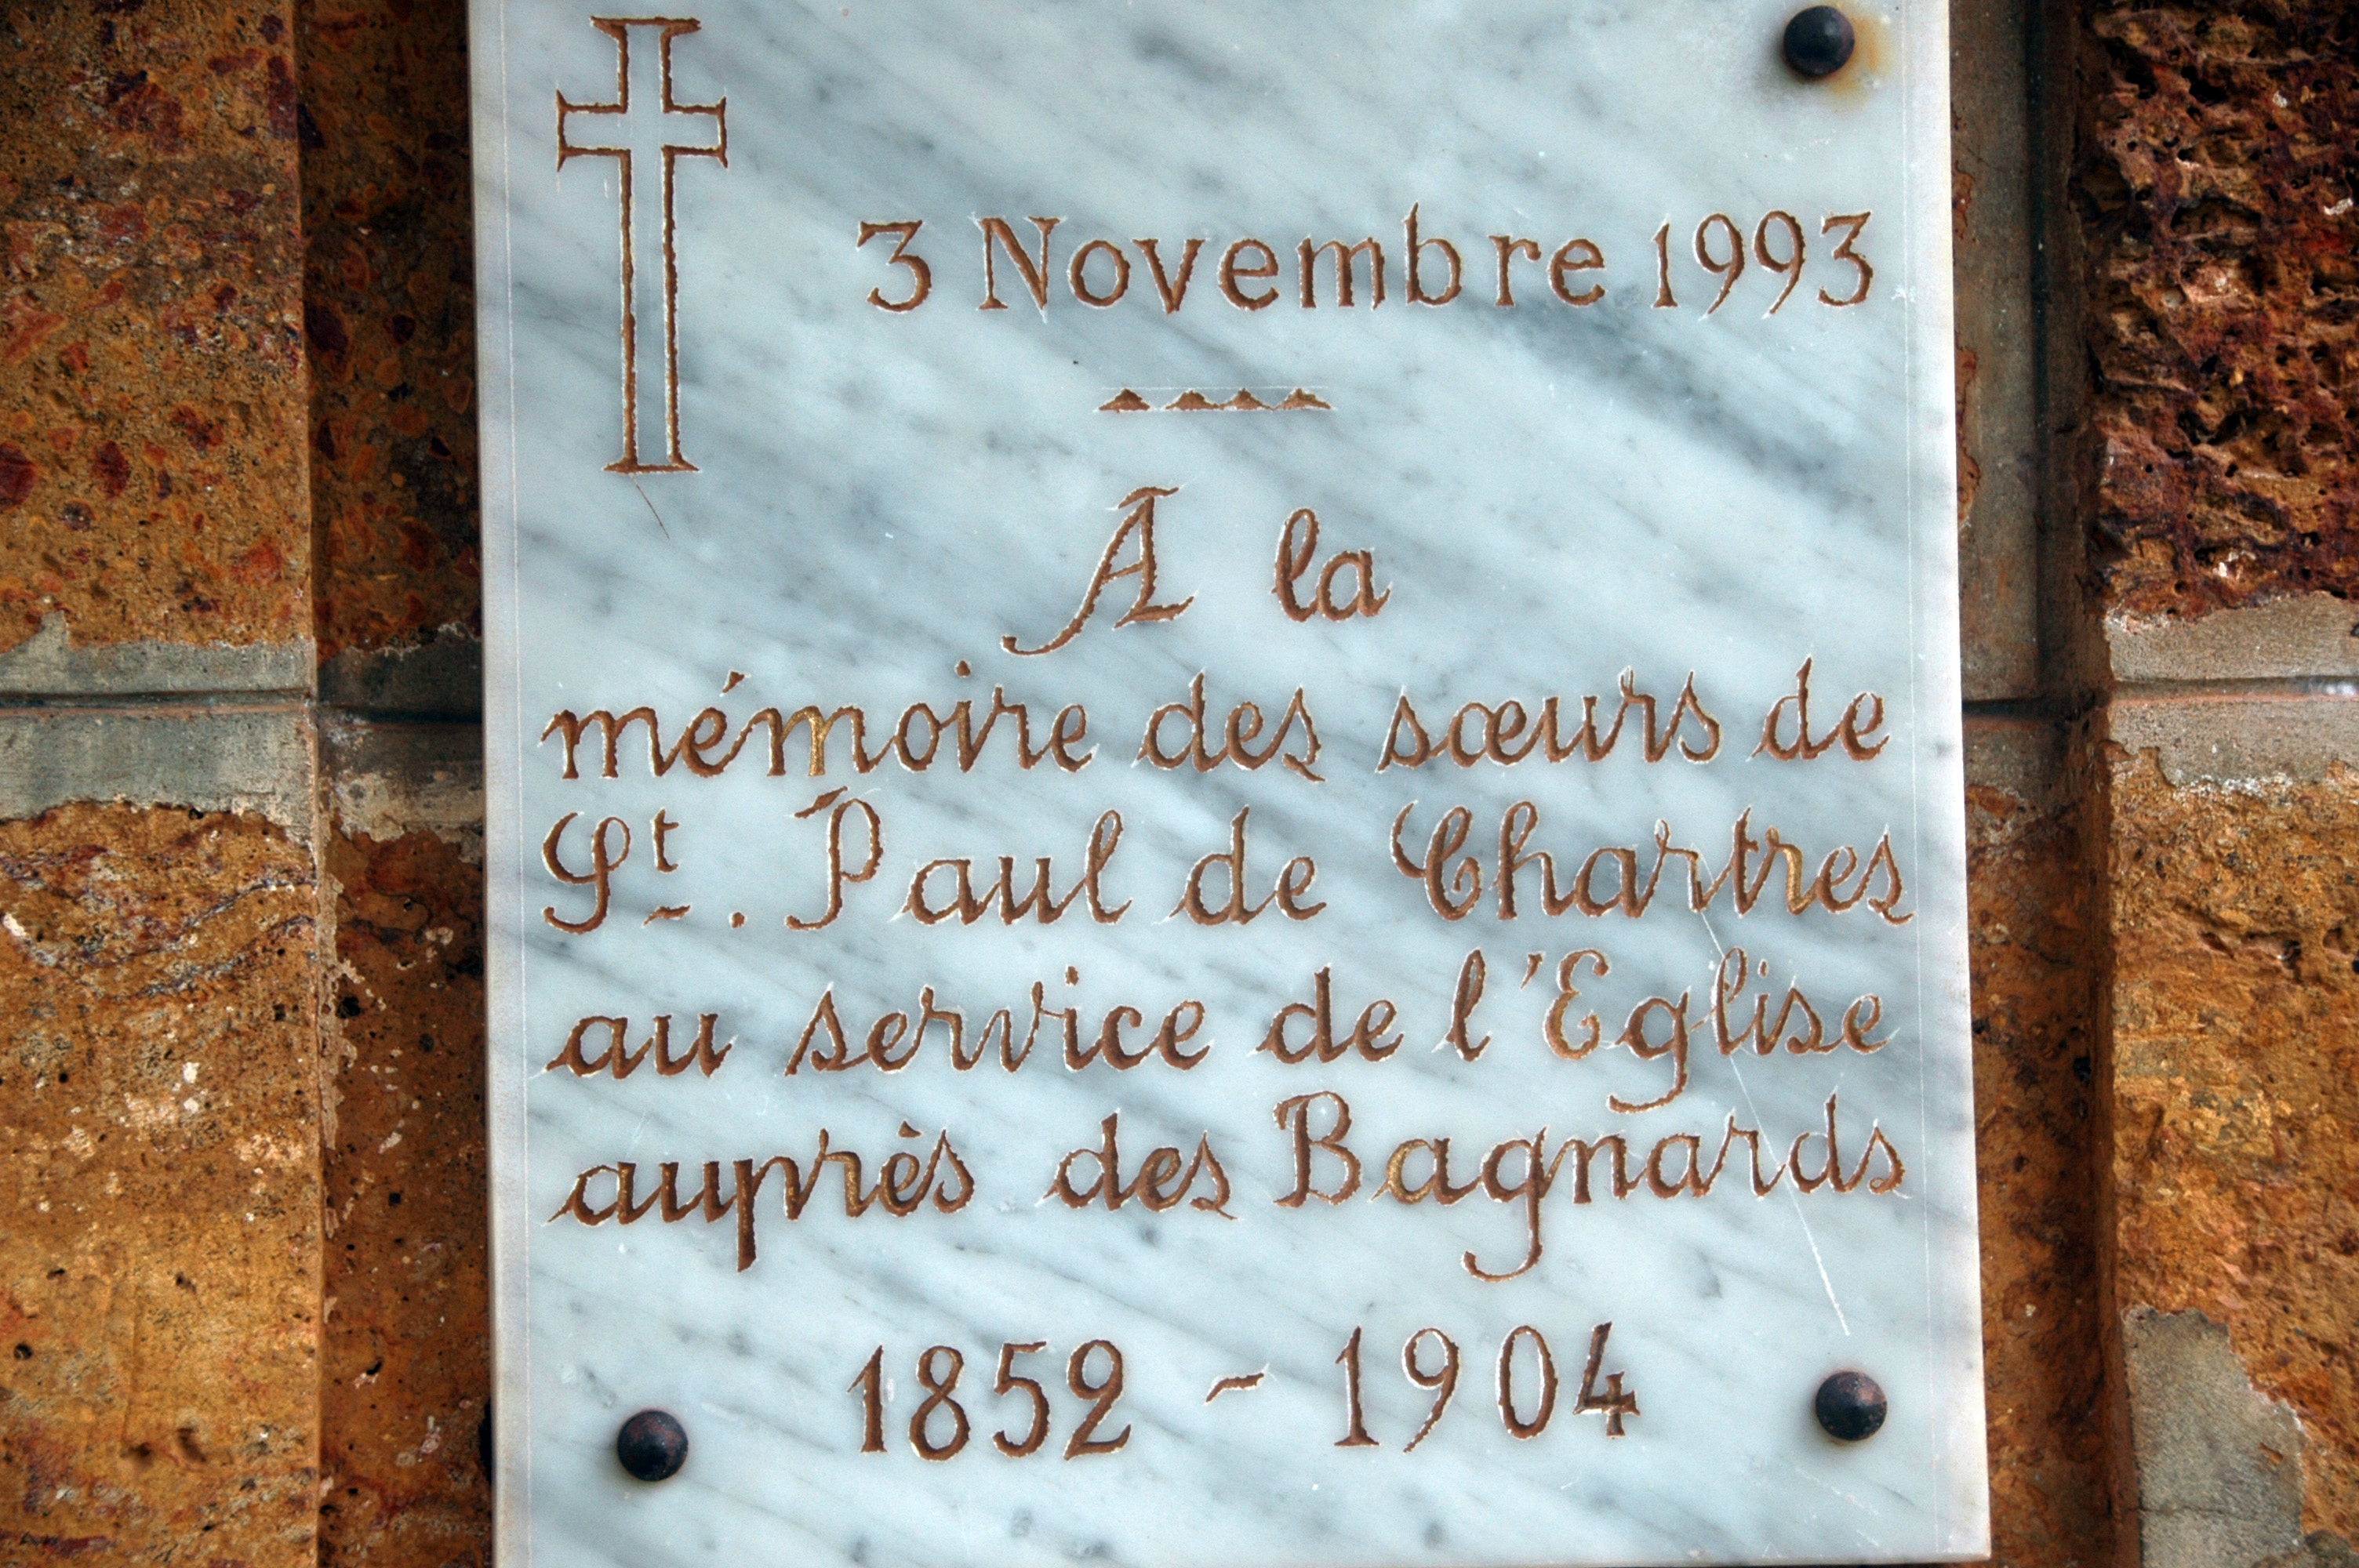 3 Novembre 1993
A la
mémoire des sœurs de
St. Paul de Chartres
au service de l'Eglise
auprès des Bagnards
1852 - 1904